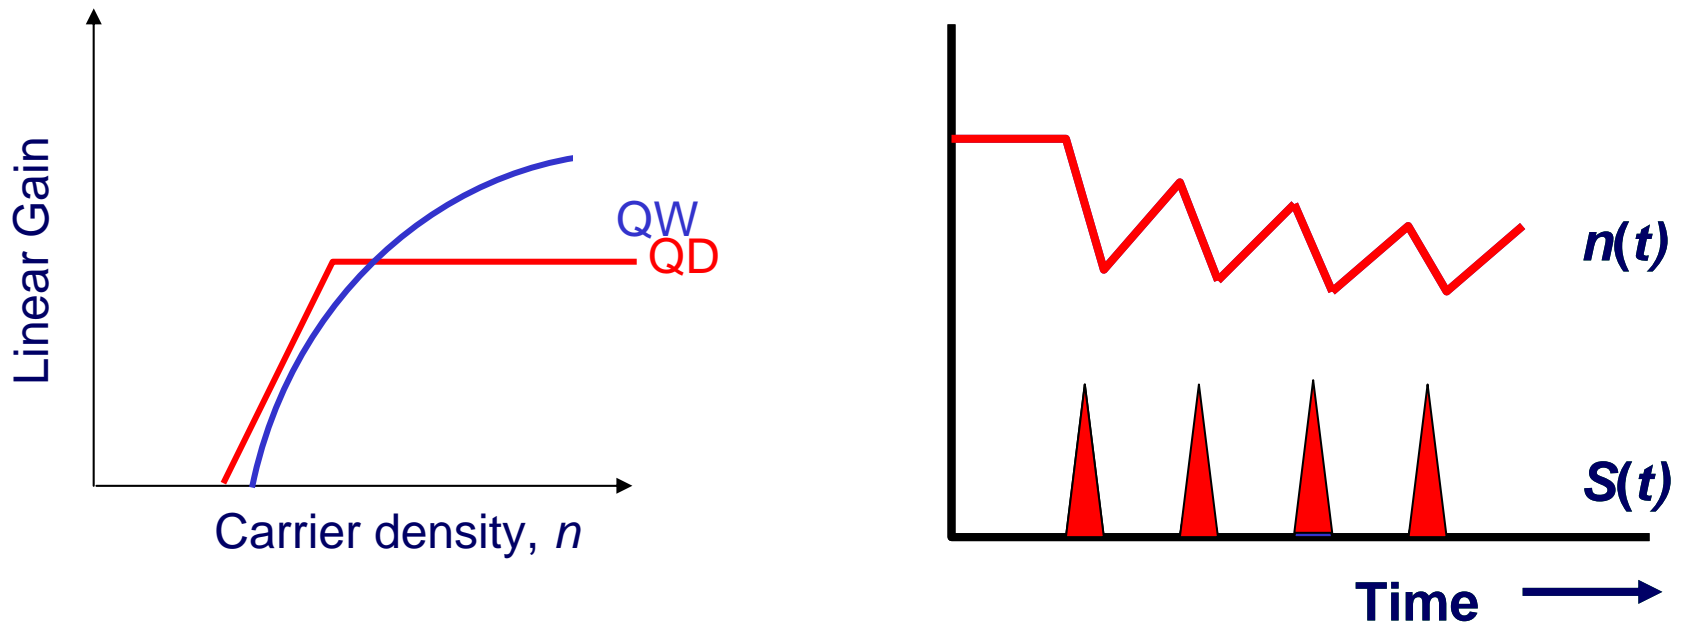 Linear Gain
QW
QD
Carrier density, n
n(t)
S(t)
Time